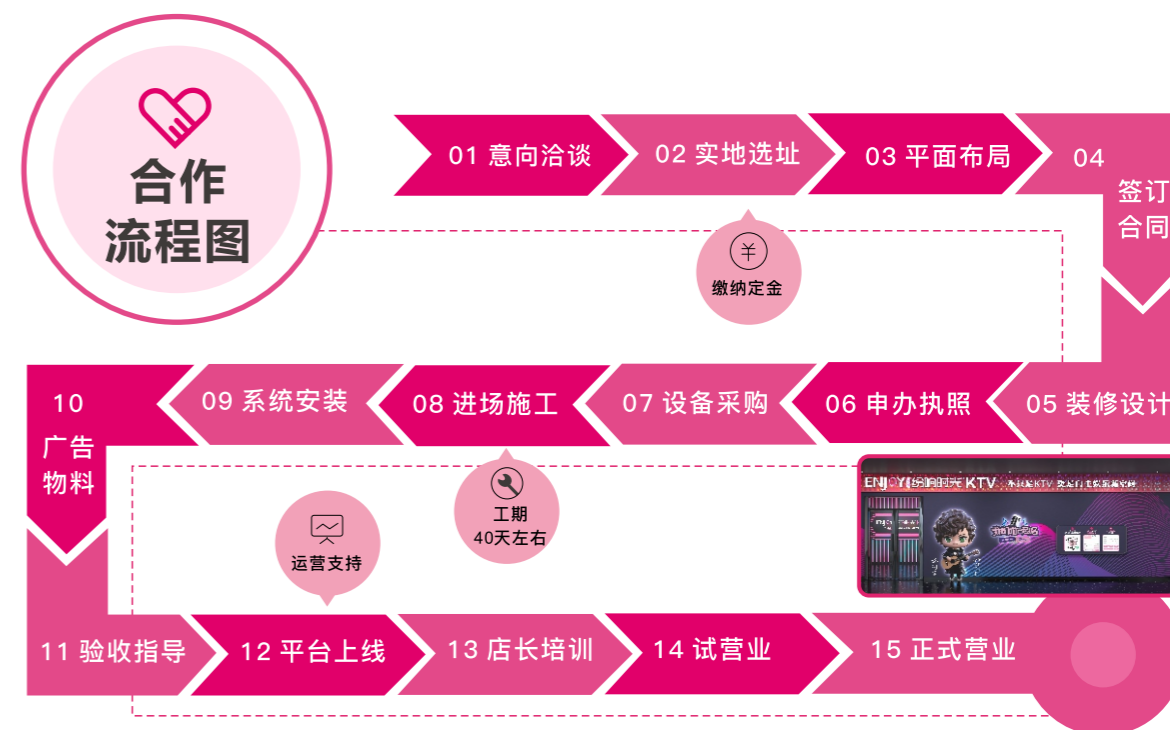 合作
流程图
01 意向洽谈
02 实地选址
03 平面布局
04
签订
合同
缴纳定金
05 装修设计
06 申办执照
07 设备采购
08 进场施工
09 系统安装
10
广告
物料
工期
40天左右
运营支持
KTV
11 验收指导
12 平台上线
13 店长培训
14 试营业
15 正式营业